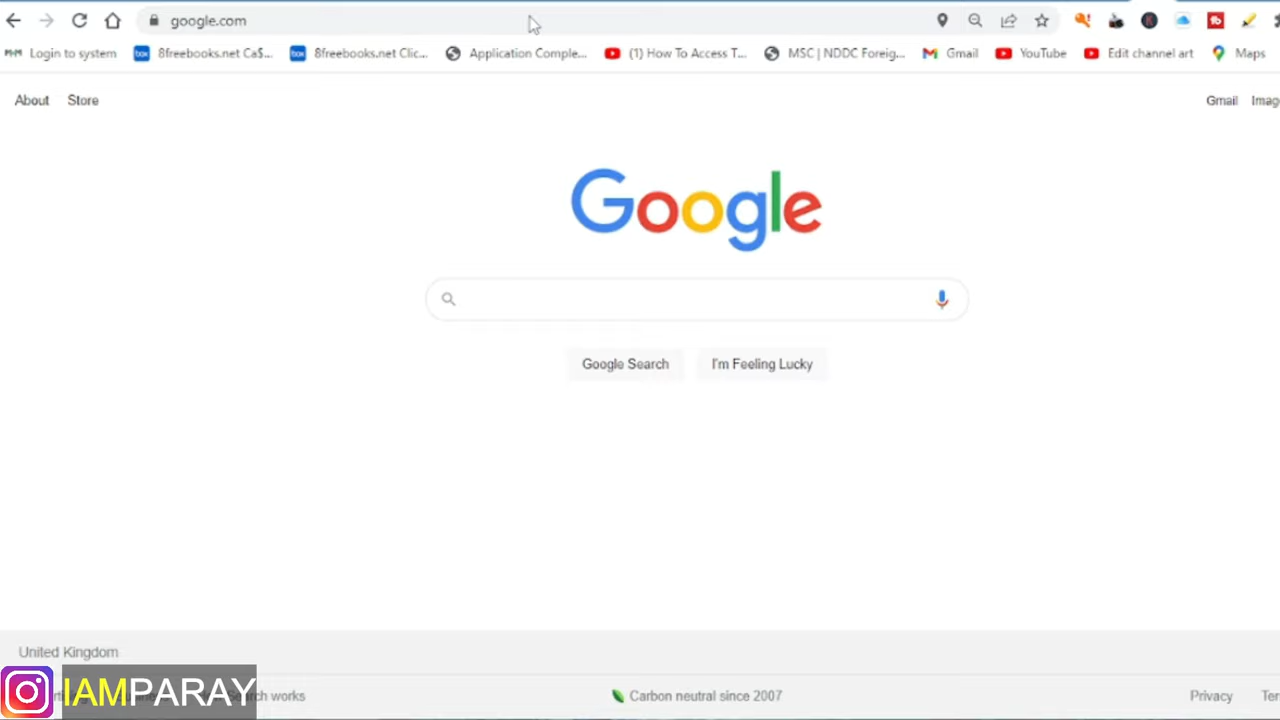 google.com
Login to system
8freebooks.net Ca$...
8freebooks.net Clic...
Application Comple...
(1) How To Access T...
MSC | NDDC Foreig...
Gmail
YouTube
Edit channel art
Maps
About
Store
Gmail
Imag
Google
Google Search
I'm Feeling Lucky
United Kingdom
IAMPARAY
rch works
Carbon neutral since 2007
Privacy
Ter